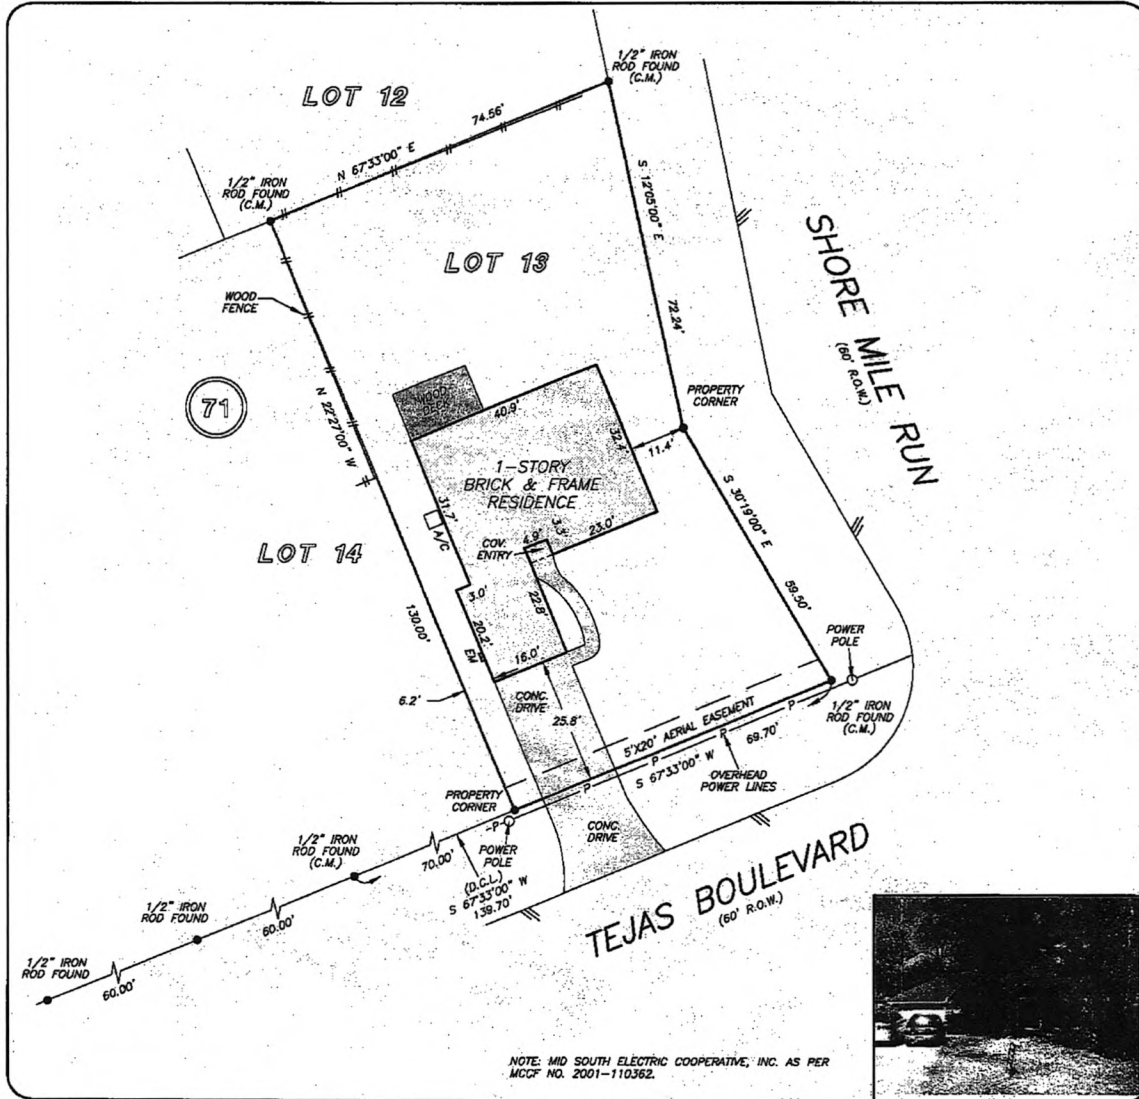 1/2" IRON
ROD FOUND
(C.M.)
LOT 12
74.56'
N 67°33'00" E
1/2" IRON
ROD FOUND
(C.M.)
S 12°05'00" E
72.24'
LOT 13
SHORE MILE RUN
(60' R.O.W.)
WOOD
FENCE
71
N 22°27'00" W
130.00'
WOOD
DECK
40.9'
32.4'
PROPERTY
CORNER
11.4'
1-STORY
BRICK & FRAME
RESIDENCE
31.7'
A/C
S 30°19'00" E
59.50'
LOT 14
COV.
ENTRY
4.9'
3.3'
23.0'
3.0'
22.8'
20.2'
EM
16.0'
6.2'
CONC.
DRIVE
25.8'
POWER
POLE
5'X20' AERIAL EASEMENT
P
P
P
P
69.70'
S 67°33'00" W
1/2" IRON
ROD FOUND
(C.M.)
OVERHEAD
POWER LINES
PROPERTY
CORNER
-P-
POWER
POLE
CONC.
DRIVE
1/2" IRON
ROD FOUND
(C.M.)
70.00'
(D.C.L.)
S 67°33'00" W
139.70'
TEJAS BOULEVARD
(60' R.O.W.)
1/2" IRON
ROD FOUND
60.00'
1/2" IRON
ROD FOUND
60.00'
NOTE: MID SOUTH ELECTRIC COOPERATIVE, INC. AS PER
MCCF NO. 2001-110362.